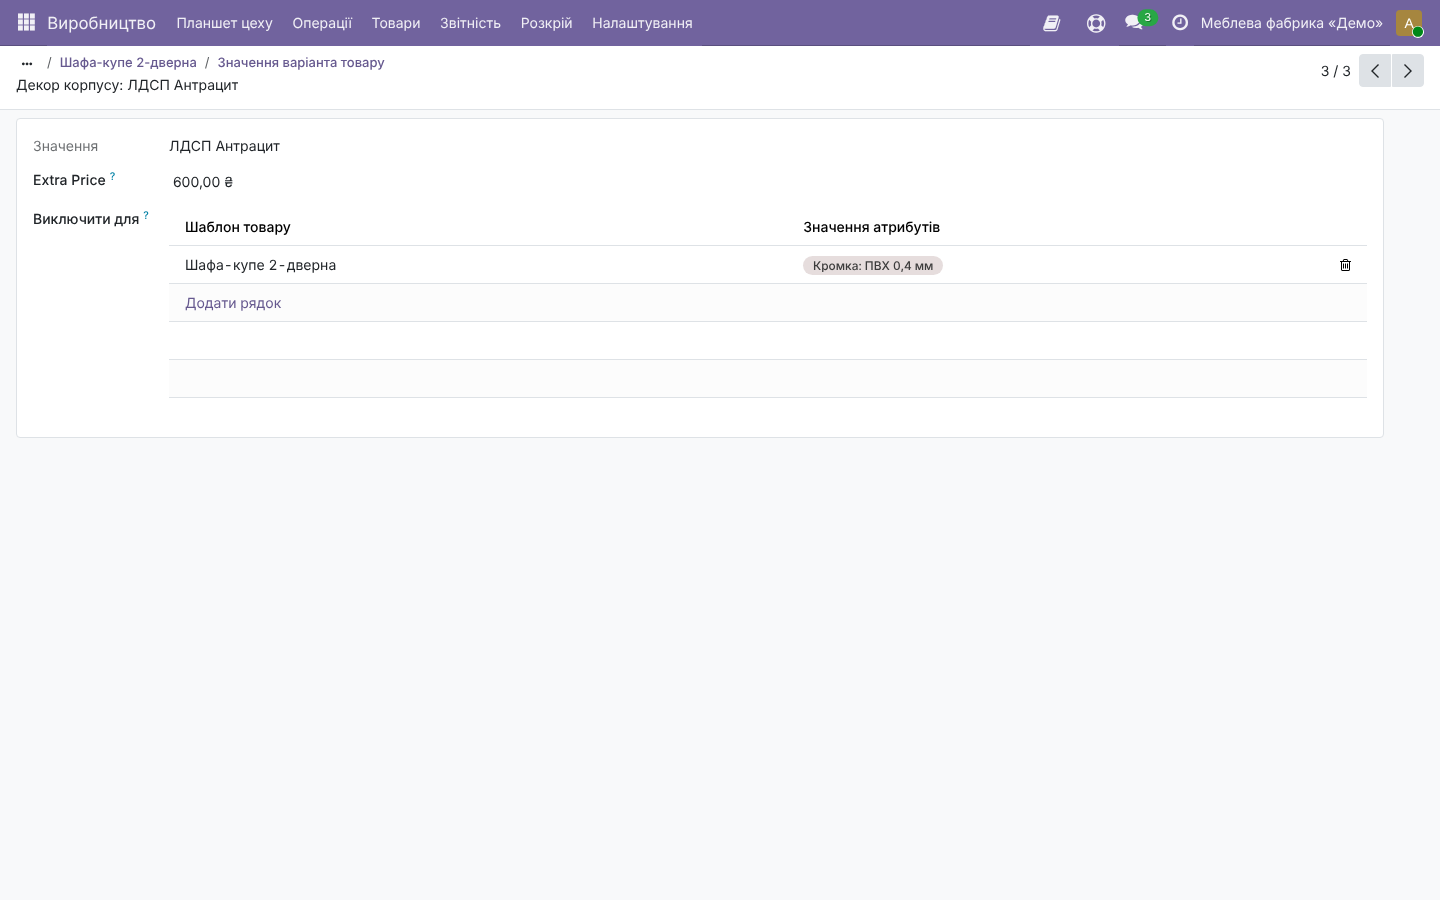 Виробництво Планшет цеху Операції Товари Звітність Розкрій Налаштування 3 Меблева фабрика «Демо» A
... / Шафа-купе 2-дверна / Значення варіанта товару
Декор корпусу: ЛДСП Антрацит
3 / 3
Значення ЛДСП Антрацит
Extra Price ? 600,00 ₴
Виключити для ?
Шаблон товару Значення атрибутів
Шафа-купе 2-дверна Кромка: ПВХ 0,4 мм
Додати рядок